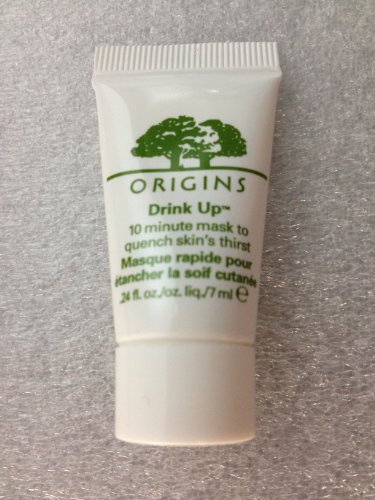 ORIGINS
Drink Up™
10 minute mask to
quench skin's thirst
Masque rapide pour
étancher la soif cutanée
.24 fl. oz./oz. liq./7 ml ℮